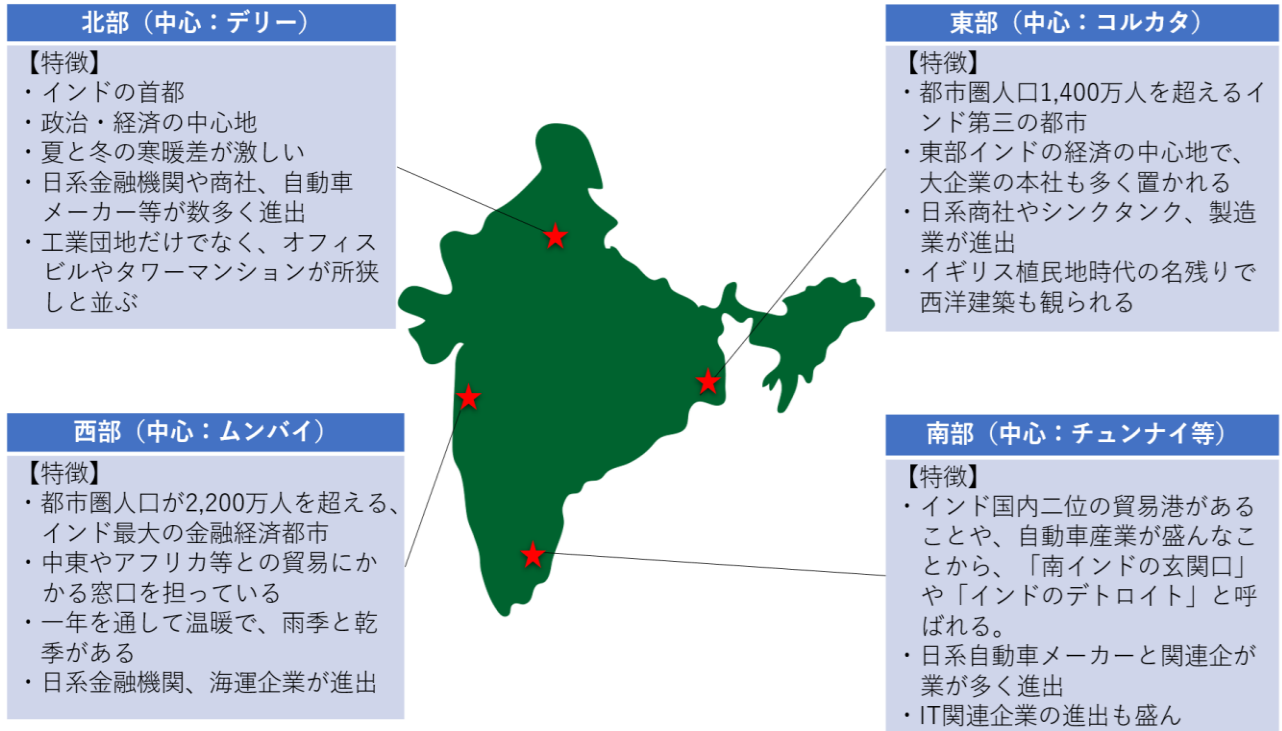 北部（中心：デリー）
【特徴】
・インドの首都
・政治・経済の中心地
・夏と冬の寒暖差が激しい
・日系金融機関や商社、自動車
メーカー等が数多く進出
・工業団地だけでなく、オフィス
ビルやタワーマンションが所狭
しと並ぶ
東部（中心：コルカタ）
【特徴】
・都市圏人口1,400万人を超えるイ
ンド第三の都市
・東部インドの経済の中心地で、
大企業の本社も多く置かれる
・日系商社やシンクタンク、製造
業が進出
・イギリス植民地時代の名残りで
西洋建築も観られる
西部（中心：ムンバイ）
【特徴】
・都市圏人口が2,200万人を超える、
インド最大の金融経済都市
・中東やアフリカ等との貿易にか
かる窓口を担っている
・一年を通して温暖で、雨季と乾
季がある
・日系金融機関、海運企業が進出
南部（中心：チュンナイ等）
【特徴】
・インド国内二位の貿易港がある
ことや、自動車産業が盛んなこ
とから、「南インドの玄関口」
や「インドのデトロイト」と呼
ばれる。
・日系自動車メーカーと関連企が
業が多く進出
・IT関連企業の進出も盛ん